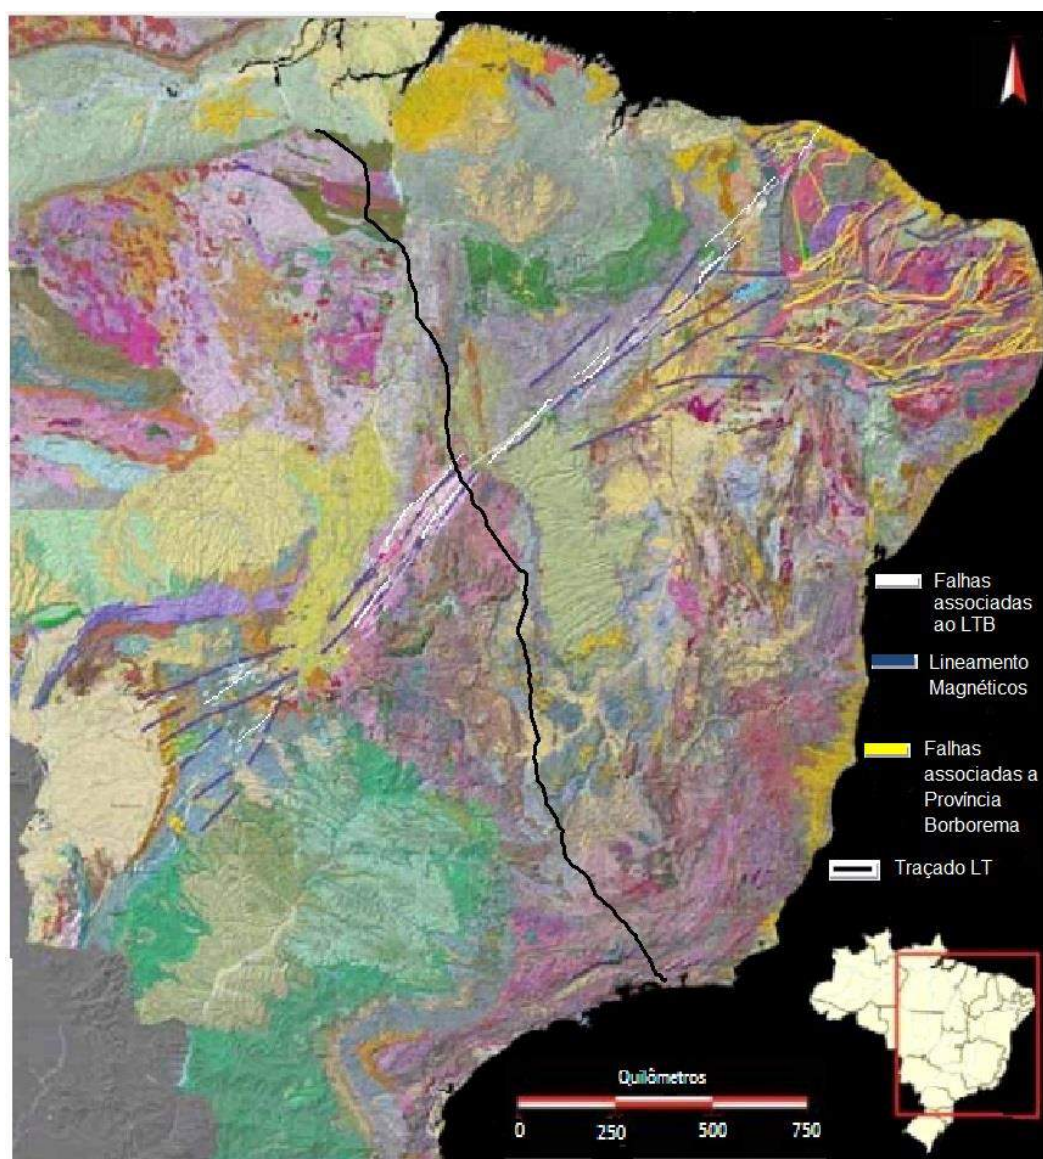 Falhas
associadas
ao LTB
Lineamento
Magnéticos
Falhas
associadas a
Província
Borborema
Traçado LT
Quilômetros
0 250 500 750